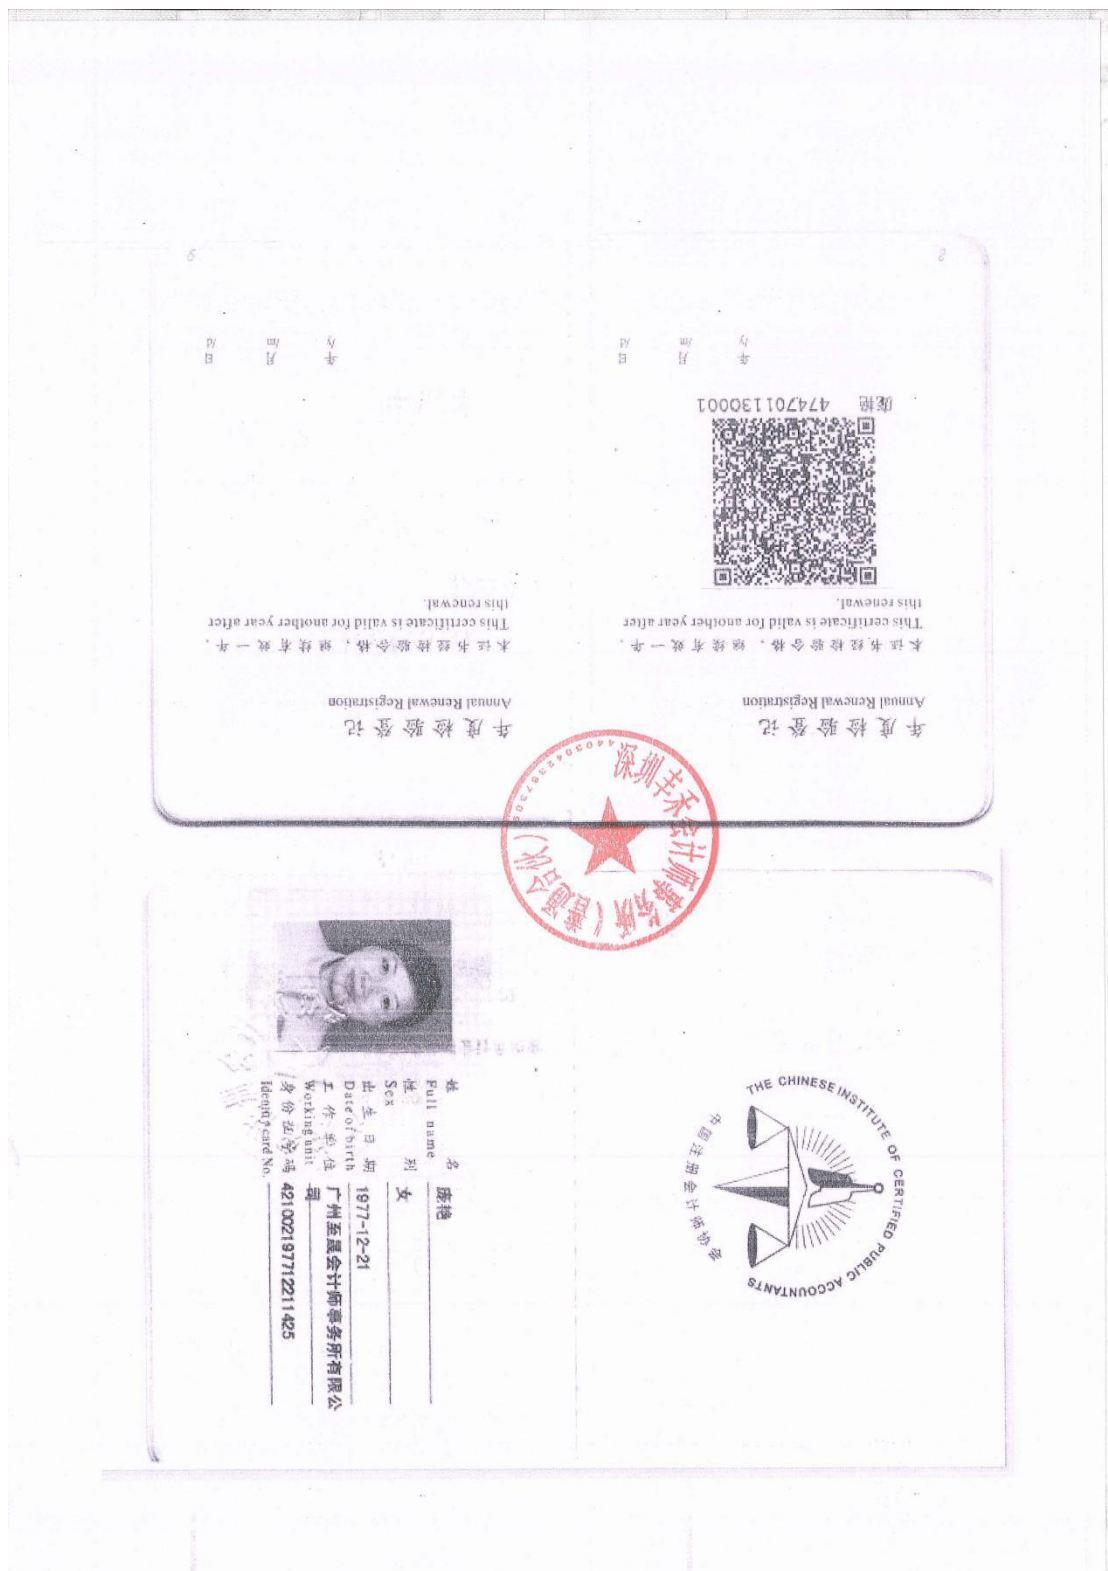 年度检验登记
Annual Renewal Registration
本证书经检验合格，继续有效一年。
This certificate is valid for another year after
this renewal.
庞艳 474701130001
年 月 日
/y /m /d
5
年度检验登记
Annual Renewal Registration
本证书经检验合格，继续有效一年。
This certificate is valid for another year after
this renewal.
年 月 日
/y /m /d
6
深圳丰禾会计师事务所（普通合伙）
THE CHINESE INSTITUTE OF CERTIFIED PUBLIC ACCOUNTANTS
中国注册会计师协会
姓名 庞艳
Full name
性别 女
Sex
出生日期 1977-12-21
Date of birth
工作单位 广州至晟会计师事务所有限公
Working unit 司
身份证号码 421002197712211425
Identity card No.